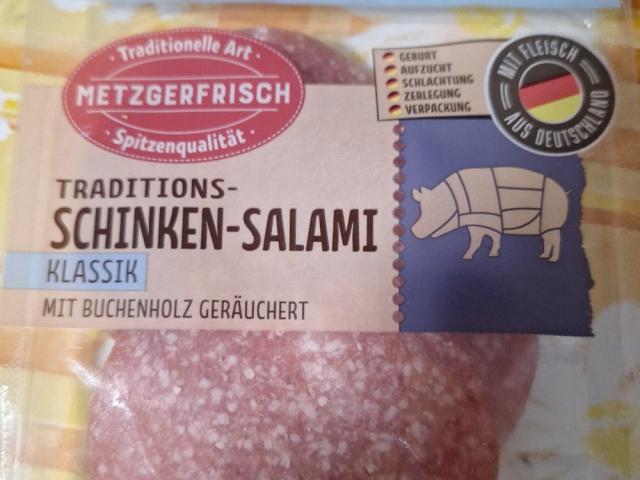 Traditionelle Art
METZGERFRISCH
Spitzenqualität
GEBURT
AUFZUCHT
SCHLACHTUNG
ZERLEGUNG
VERPACKUNG
MIT FLEISCH
AUS DEUTSCHLAND
TRADITIONS-
SCHINKEN-SALAMI
KLASSIK
MIT BUCHENHOLZ GERÄUCHERT